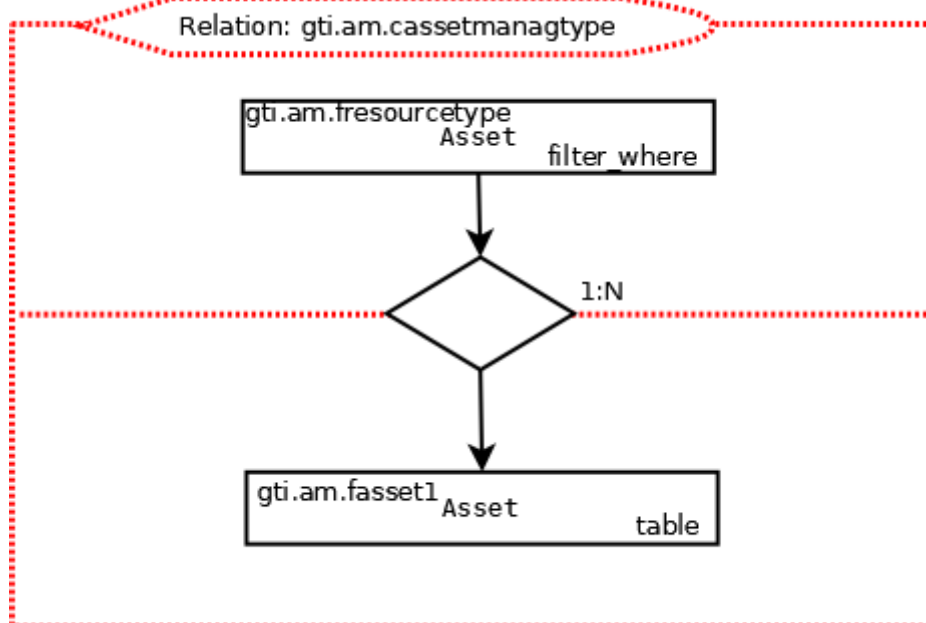 Relation: gti.am.cassetmanagtype
gti.am.fresourcetype
Asset
filter_where
1:N
gti.am.fasset1
Asset
table